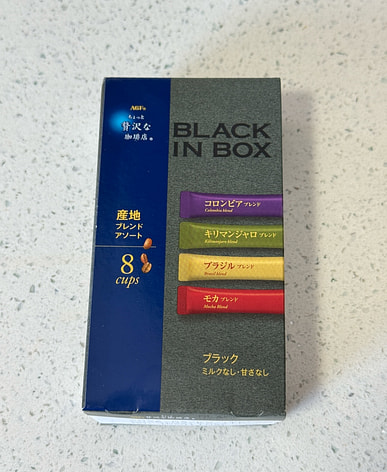 AGF®
ちょっと
贅沢な
珈琲店®
BLACK
IN BOX
産地
ブレンド
アソート
8
cups
コロンビア ブレンド
Colombia blend
キリマンジャロ ブレンド
Kilimanjaro blend
ブラジル ブレンド
Brazil blend
モカ ブレンド
Mocha Blend
ブラック
ミルクなし・甘さなし